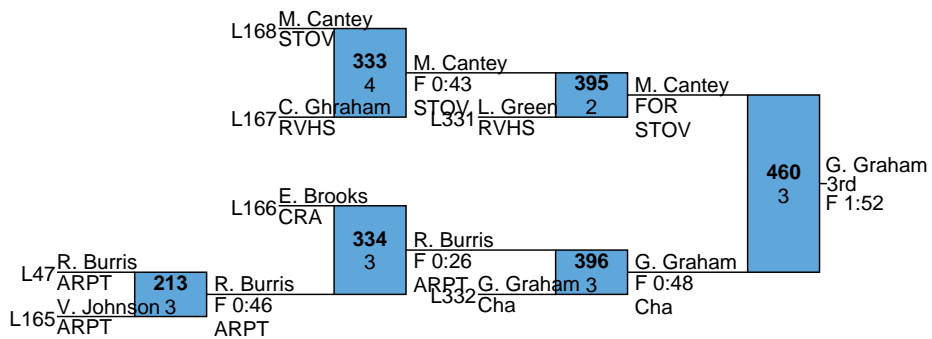 L168 M. Cantey
STOV
333
4
M. Cantey
F 0:43
STOV
L167 C. Ghraham
RVHS
L331 L. Green
RVHS
395
2
M. Cantey
FOR
STOV
460
3
G. Graham
3rd
F 1:52
L166 E. Brooks
CRA
334
3
R. Burris
F 0:26
ARPT
L47 R. Burris
ARPT
213
3
R. Burris
F 0:46
ARPT
L165 V. Johnson
ARPT
L332 G. Graham
Cha
396
3
G. Graham
F 0:48
Cha